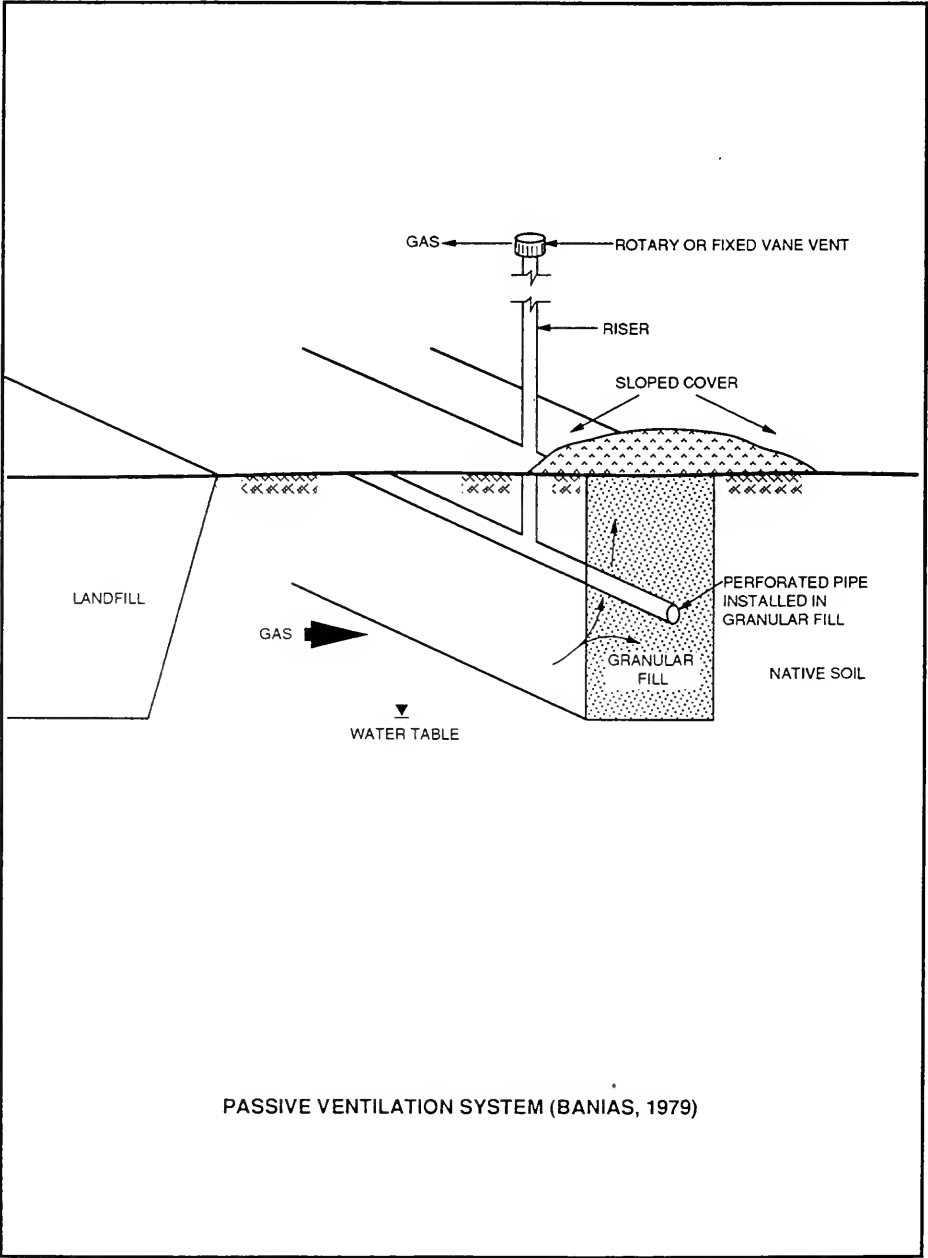 GAS
ROTARY OR FIXED VANE VENT
RISER
SLOPED COVER
LANDFILL
PERFORATED PIPE
INSTALLED IN
GRANULAR FILL
GAS
GRANULAR
FILL
NATIVE SOIL
WATER TABLE
PASSIVE VENTILATION SYSTEM (BANIAS, 1979)